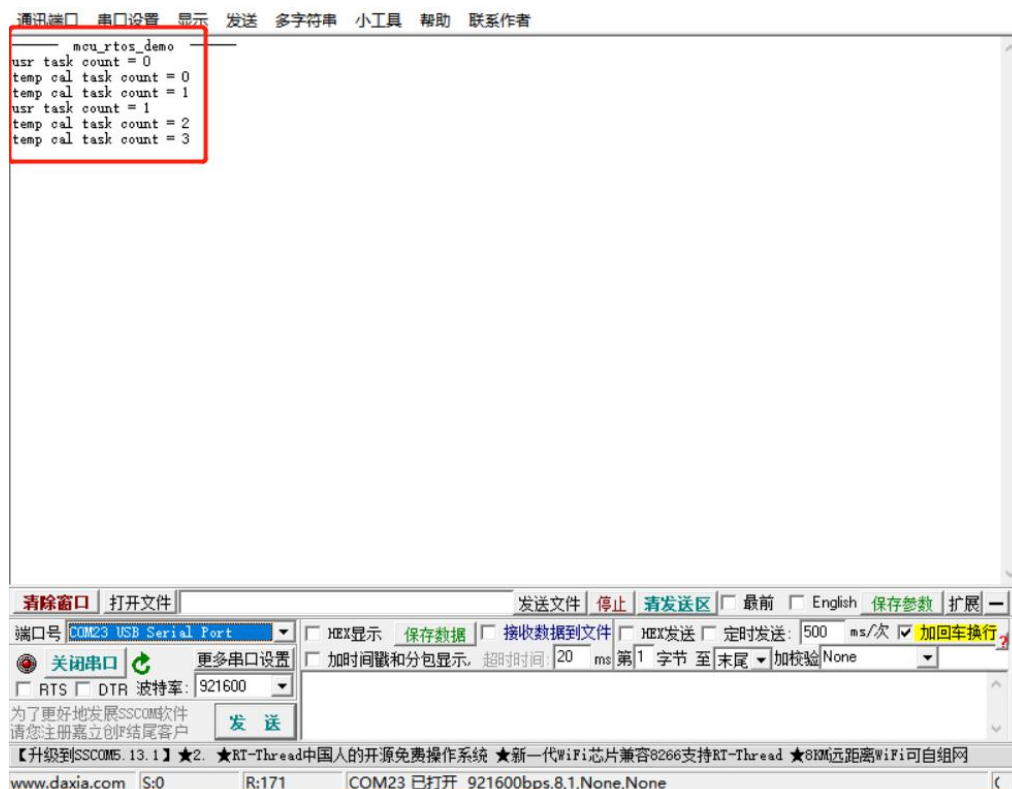 通讯端口 串口设置 显示 发送 多字符串 小工具 帮助 联系作者
—— mcu_rtos_demo ——
usr task count = 0
temp cal task count = 0
temp cal task count = 1
usr task count = 1
temp cal task count = 2
temp cal task count = 3
清除窗口 打开文件 发送文件 停止 清发送区 最前 English 保存参数 扩展 —
端口号 COM23 USB Serial Port HEX显示 保存数据 接收数据到文件 HEX发送 定时发送: 500 ms/次 加回车换行 ?
关闭串口 更多串口设置 加时间戳和分包显示, 超时时间: 20 ms 第1 字节 至 末尾 加校验 None
RTS DTR 波特率: 921600
为了更好地发展SSCOM软件
请您注册嘉立创F结尾客户
发 送
【升级到SSCOM5.13.1】★2. ★RT-Thread中国人的开源免费操作系统 ★新一代WiFi芯片兼容8266支持RT-Thread ★8KM远距离WiFi可自组网
www.daxia.com S:0 R:171 COM23 已打开 921600bps,8,1,None,None